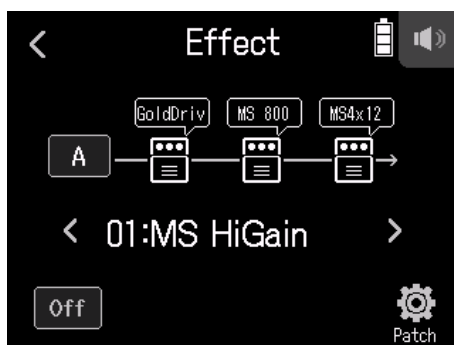 Effect
GoldDriv MS 800 MS4x12
A
01:MS HiGain
Off
Patch